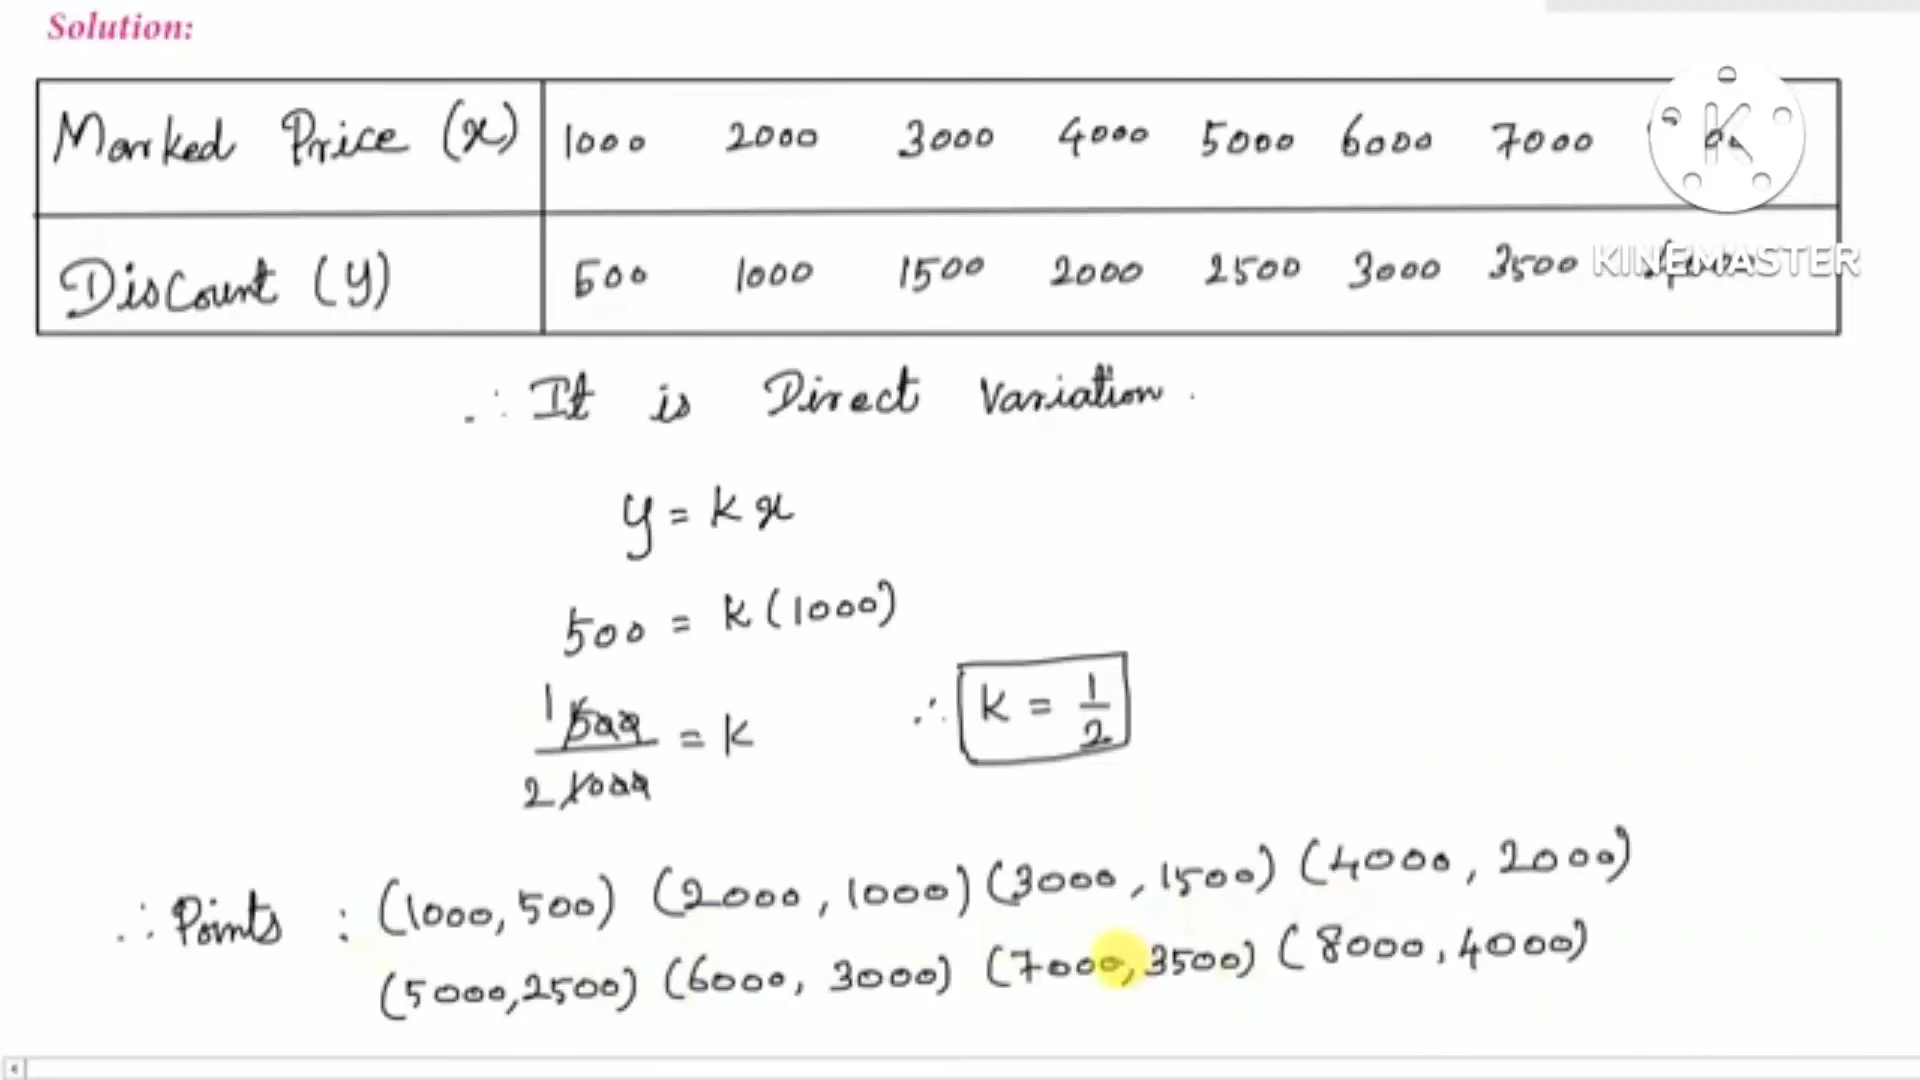 Solution:
Marked Price (x) 1000 2000 3000 4000 5000 6000 7000
Discount (y) 500 1000 1500 2000 2500 3000 3500
KINEMASTER
∴ It is Direct Variation.
y = kx
500 = k(1000)
1 500 / 2 1000 = k ∴ k = 1/2
∴ Points : (1000, 500) (2000, 1000) (3000, 1500) (4000, 2000)
(5000, 2500) (6000, 3000) (7000, 3500) (8000, 4000)